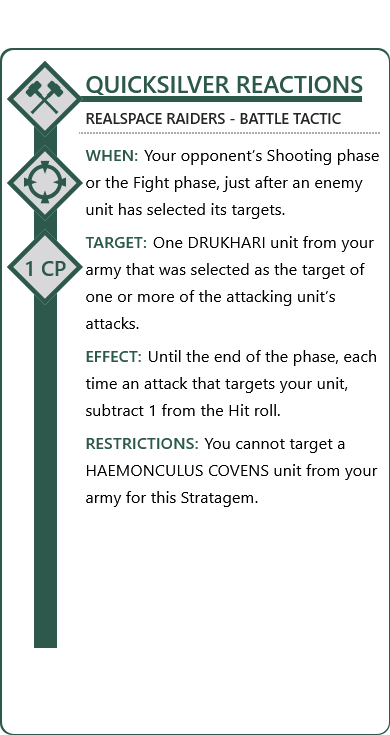 QUICKSILVER REACTIONS
REALSPACE RAIDERS - BATTLE TACTIC
WHEN: Your opponent's Shooting phase
or the Fight phase, just after an enemy
unit has selected its targets.
1 CP
TARGET: One DRUKHARI unit from your
army that was selected as the target of
one or more of the attacking unit's
attacks.
EFFECT: Until the end of the phase, each
time an attack that targets your unit,
subtract 1 from the Hit roll.
RESTRICTIONS: You cannot target a
HAEMONCULUS COVENS unit from your
army for this Stratagem.